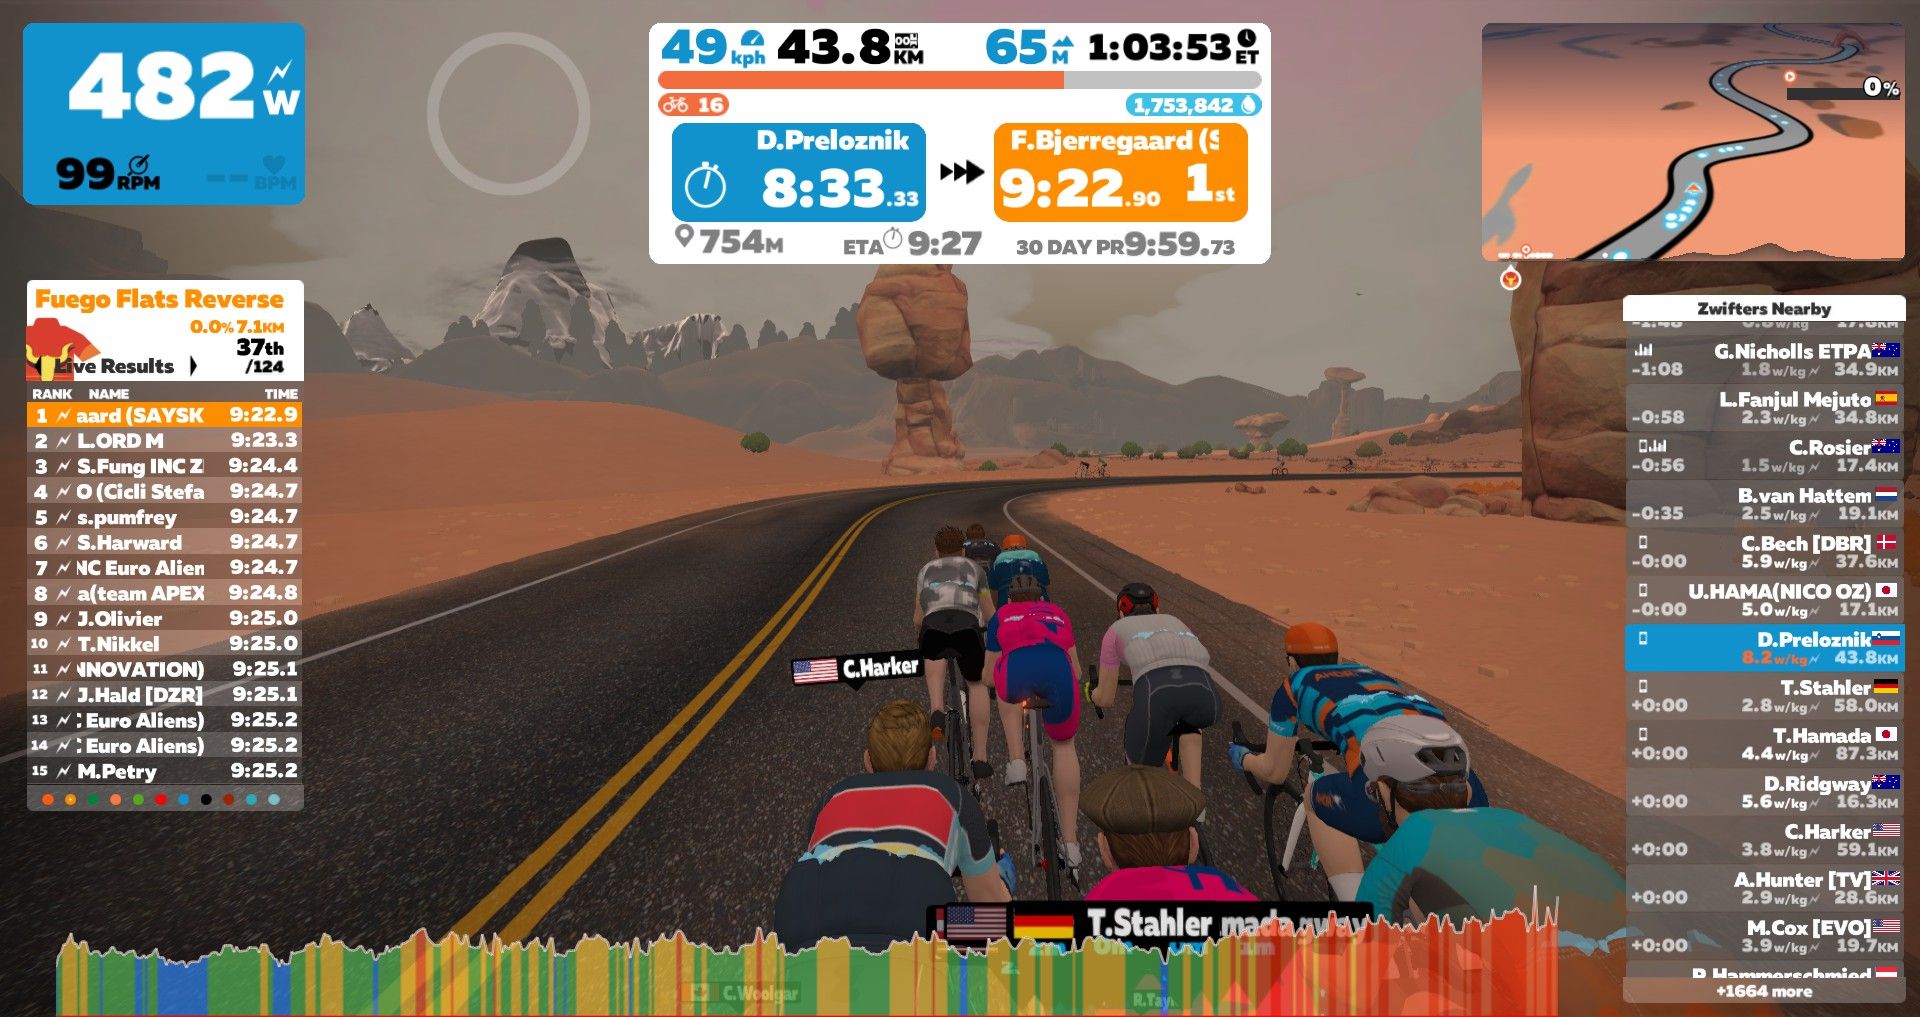 482 W
99 RPM -- BPM
49 kph 43.8 KM 65 M 1:03:53 ET
16 1,753,842
D.Preloznik
8:33.33
F.Bjerregaard (S
9:22.90 1st
754M ETA 9:27 30 DAY PR 9:59.73
0%
Fuego Flats Reverse
0.0% 7.1KM
37th
Live Results /124
RANK NAME TIME
1 aard (SAYSK 9:22.9
2 L.ORD M 9:23.3
3 S.Fung INC Z 9:24.4
4 O (Cicli Stefa 9:24.7
5 s.pumfrey 9:24.7
6 S.Harward 9:24.7
7 NC Euro Alien 9:24.7
8 a(team APEX 9:24.8
9 J.Olivier 9:25.0
10 T.Nikkel 9:25.0
11 NNOVATION) 9:25.1
12 J.Hald [DZR] 9:25.1
13 : Euro Aliens) 9:25.2
14 : Euro Aliens) 9:25.2
15 M.Petry 9:25.2
Zwifters Nearby
G.Nicholls ETPA
-1:08 1.8w/kg 34.9KM
L.Fanjul Mejuto
-0:58 2.3w/kg 34.8KM
C.Rosier
-0:56 1.5w/kg 17.4KM
B.van Hattem
-0:35 2.5w/kg 19.1KM
C.Bech [DBR]
-0:00 5.9w/kg 37.6KM
U.HAMA(NICO OZ)
-0:00 5.0w/kg 17.1KM
D.Preloznik
8.2w/kg 43.8KM
T.Stahler
+0:00 2.8w/kg 58.0KM
T.Hamada
+0:00 4.4w/kg 87.3KM
D.Ridgway
+0:00 5.6w/kg 16.3KM
C.Harker
+0:00 3.8w/kg 59.1KM
A.Hunter [TV]
+0:00 2.9w/kg 28.6KM
M.Cox [EVO]
+0:00 3.9w/kg 19.7KM
+1664 more
C.Harker
T.Stahler made
C.Woolgar